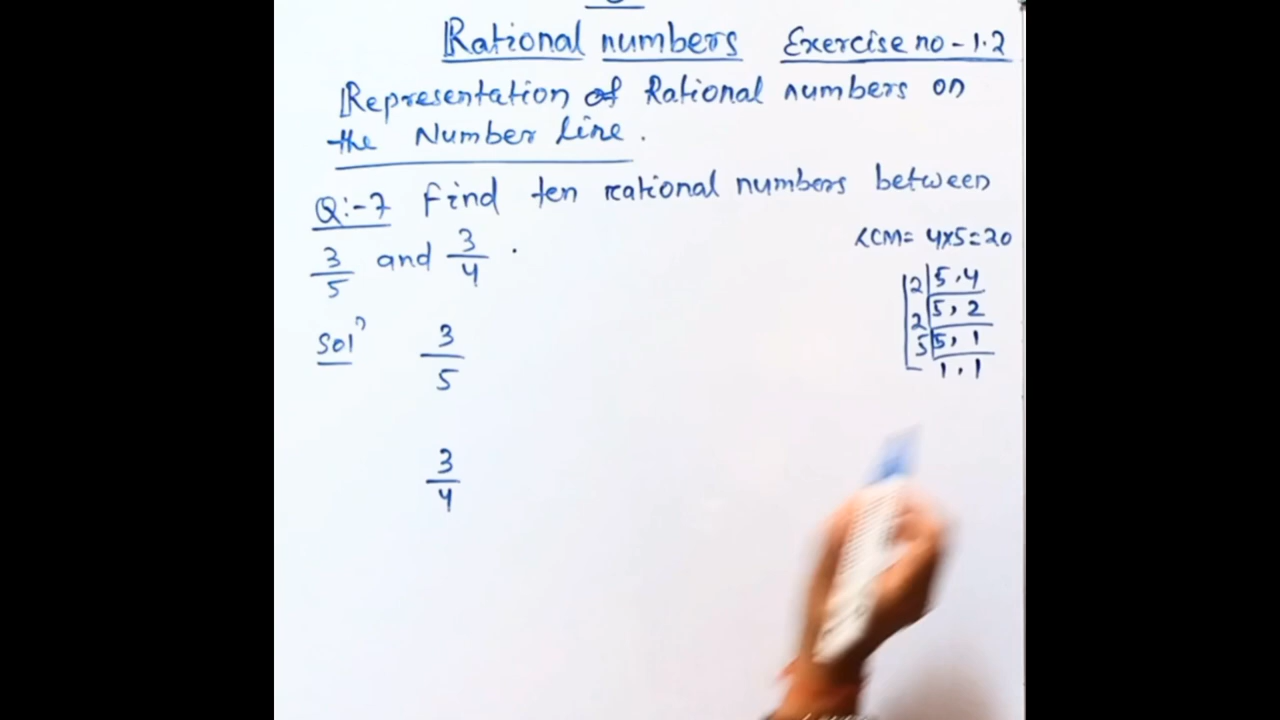 Rational numbers Exercise no - 1.2
Representation of Rational numbers on
the Number line.
Q:-7 Find ten rational numbers between
3/5 and 3/4.
LCM = 4x5=20
2 | 5,4
2 | 5, 2
5 | 5, 1
1, 1
Solⁿ 3/5
3/4